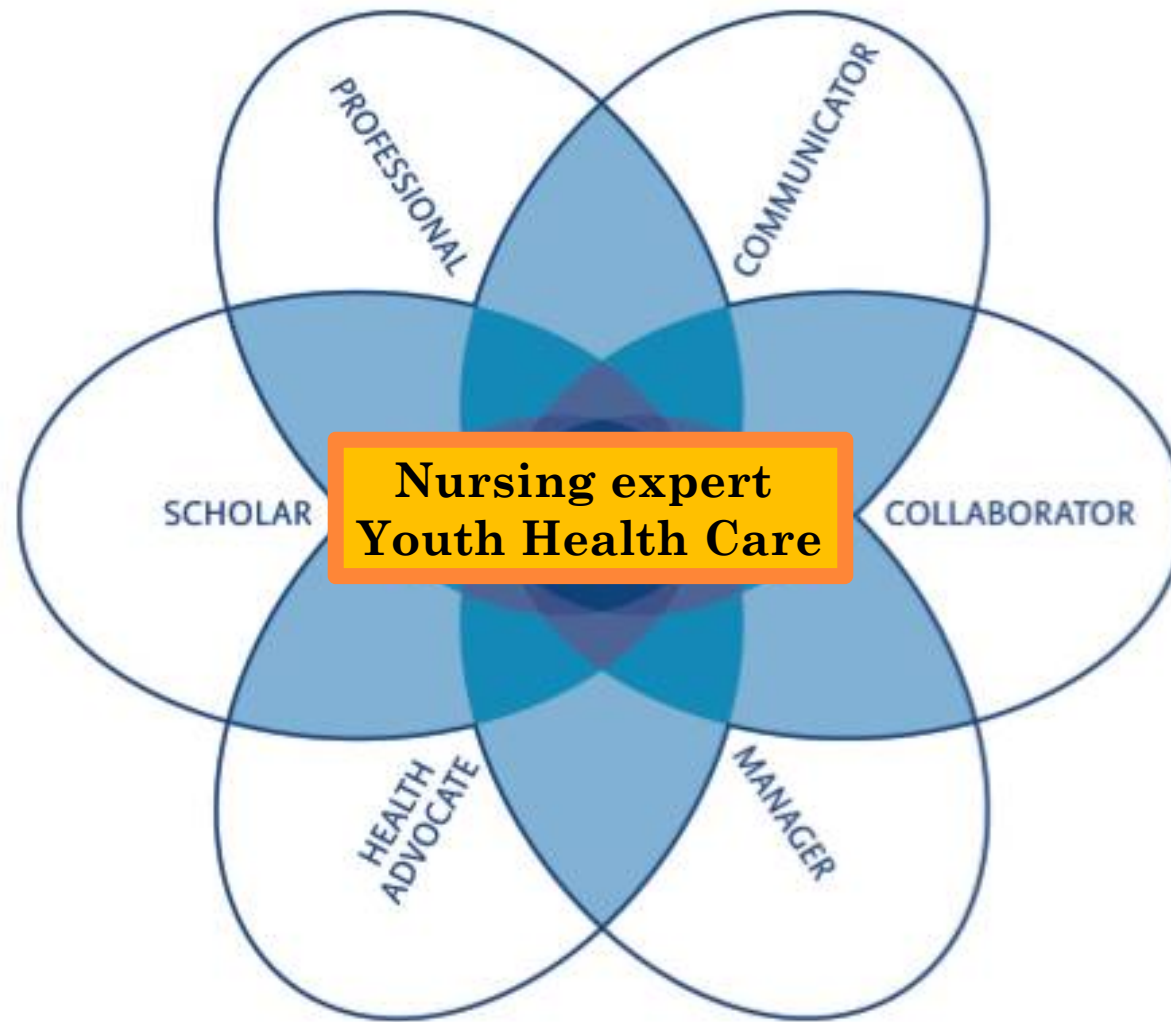 PROFESSIONAL
COMMUNICATOR
SCHOLAR
Nursing expert
Youth Health Care
COLLABORATOR
HEALTH
ADVOCATE
MANAGER